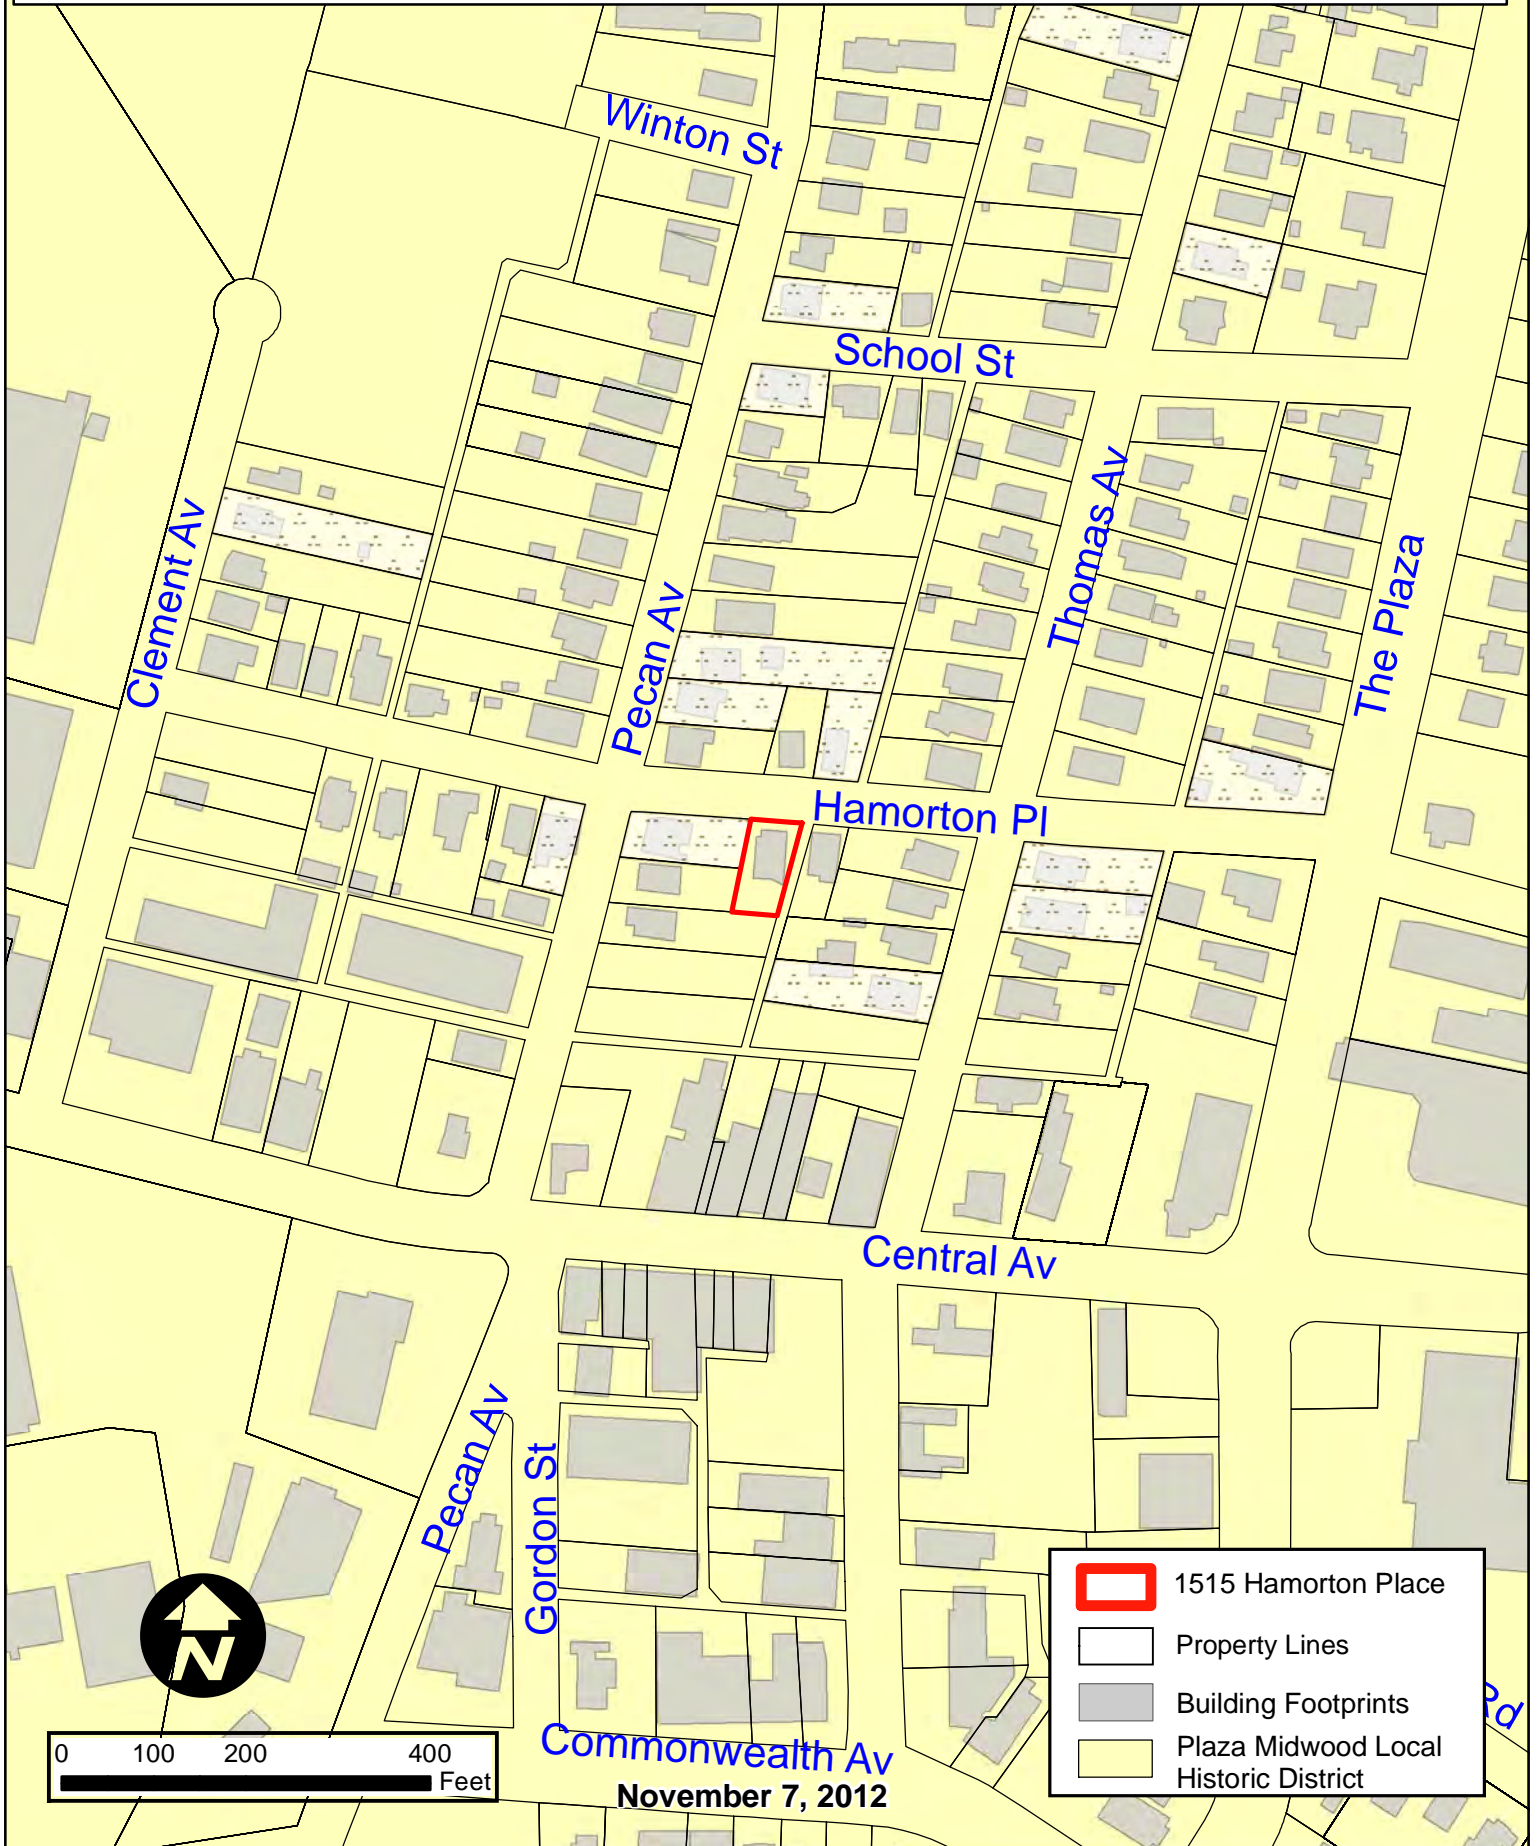 Winton St
School St
Clement Av
Pecan Av
Thomas Av
The Plaza
Hamorton Pl
Central Av
Pecan Av
Gordon St
Commonwealth Av
Rd
N
0 100 200 400
Feet
November 7, 2012
1515 Hamorton Place
Property Lines
Building Footprints
Plaza Midwood Local
Historic District